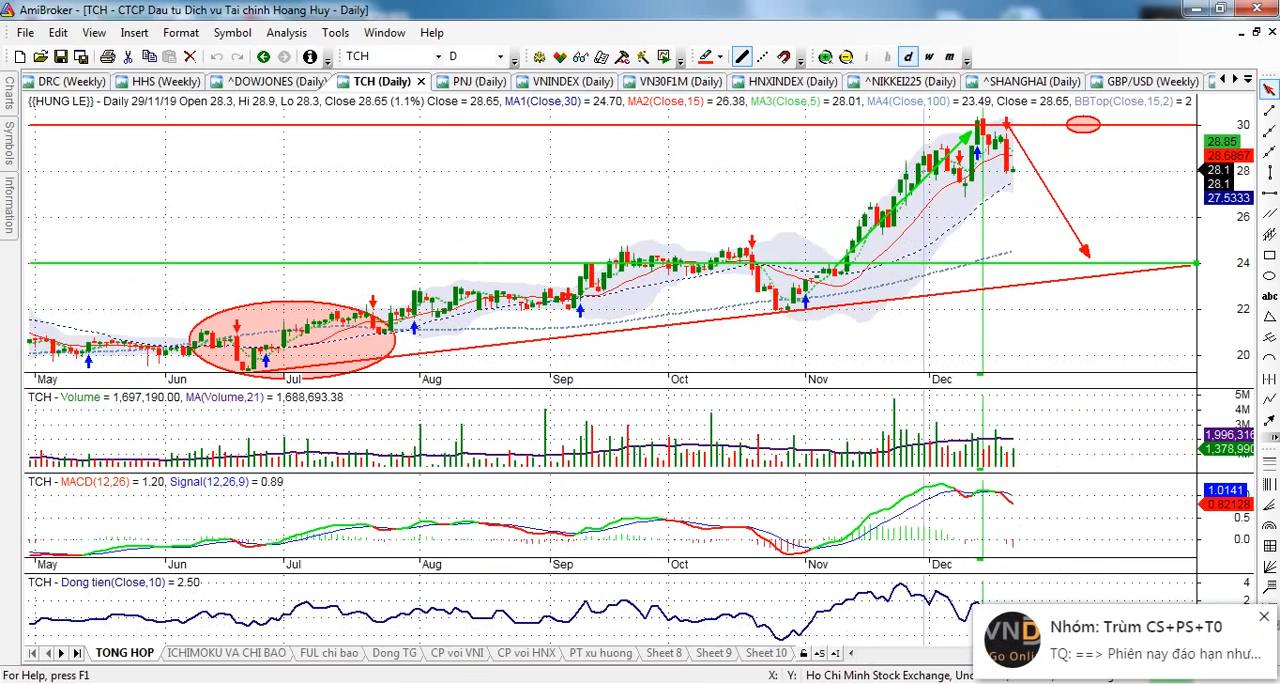 AmiBroker - [TCH - CTCP Dau tu Dich vu Tai chinh Hoang Huy - Daily]
File Edit View Insert Format Symbol Analysis Tools Window Help
TCH D i h d w m
DRC (Weekly) HHS (Weekly) ^DOWJONES (Daily) TCH (Daily) PNJ (Daily) VNINDEX (Daily) VN30F1M (Daily) HNXINDEX (Daily) ^NIKKEI225 (Daily) ^SHANGHAI (Daily) GBP/USD (Weekly)
Charts
Symbols
Information
{{HUNG LE}} - Daily 29/11/19 Open 28.3, Hi 28.9, Lo 28.3, Close 28.65 (1.1%) Close = 28.65, MA1(Close,30) = 24.70, MA2(Close,15) = 26.38, MA3(Close,5) = 28.01, MA4(Close,100) = 23.49, Close = 28.65, BBTop(Close,15,2) = 2
30
28.85
28.6867
28.1 28
28.1
27.5333
26
24
22
20
abc
May Jun Jul Aug Sep Oct Nov Dec
TCH - Volume = 1,697,190.00, MA(Volume,21) = 1,688,693.38
5M
4M
3M
1,996,316
1,378,990
TCH - MACD(12,26) = 1.20, Signal(12,26,9) = 0.89
1.0141
0.82128
0.5
0.0
May Jun Jul Aug Sep Oct Nov Dec
TCH - Dong tien(Close,10) = 2.50
4
2
VND
Go Onli
Nhóm: Trùm CS+PS+T0
TQ: ==> Phiên nay đáo hạn như...
TONG HOP ICHIMOKU VA CHI BAO FUL chi bao Dong TG CP voi VNI CP voi HNX PT xu huong Sheet 8 Sheet 9 Sheet 10
For Help, press F1 X: Y: Ho Chi Minh Stock Exchange,